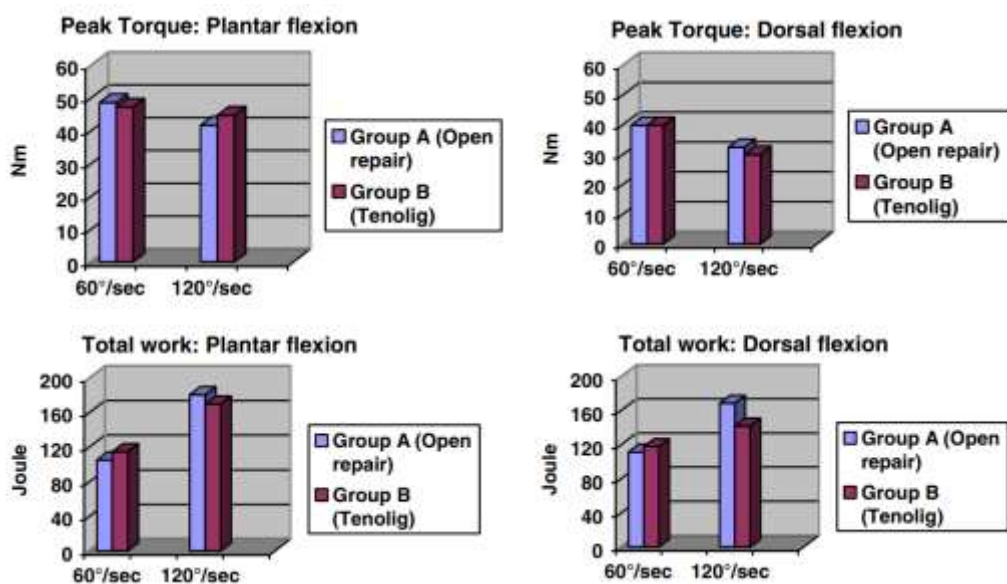 Peak Torque: Plantar flexion
60
50
40
30
20
10
0
Nm
60°/sec
120°/sec
Group A (Open
repair)
Group B
(Tenolig)
Peak Torque: Dorsal flexion
60
50
40
30
20
10
0
Nm
60°/sec
120°/sec
Group A
(Open repair)
Group B
(Tenolig)
Total work: Plantar flexion
200
160
120
80
40
0
Joule
60°/sec
120°/sec
Group A (Open
repair)
Group B
(Tenolig)
Total work: Dorsal flexion
200
160
120
80
40
0
Joule
60°/sec
120°/sec
Group A (Open
repair)
Group B
(Tenolig)